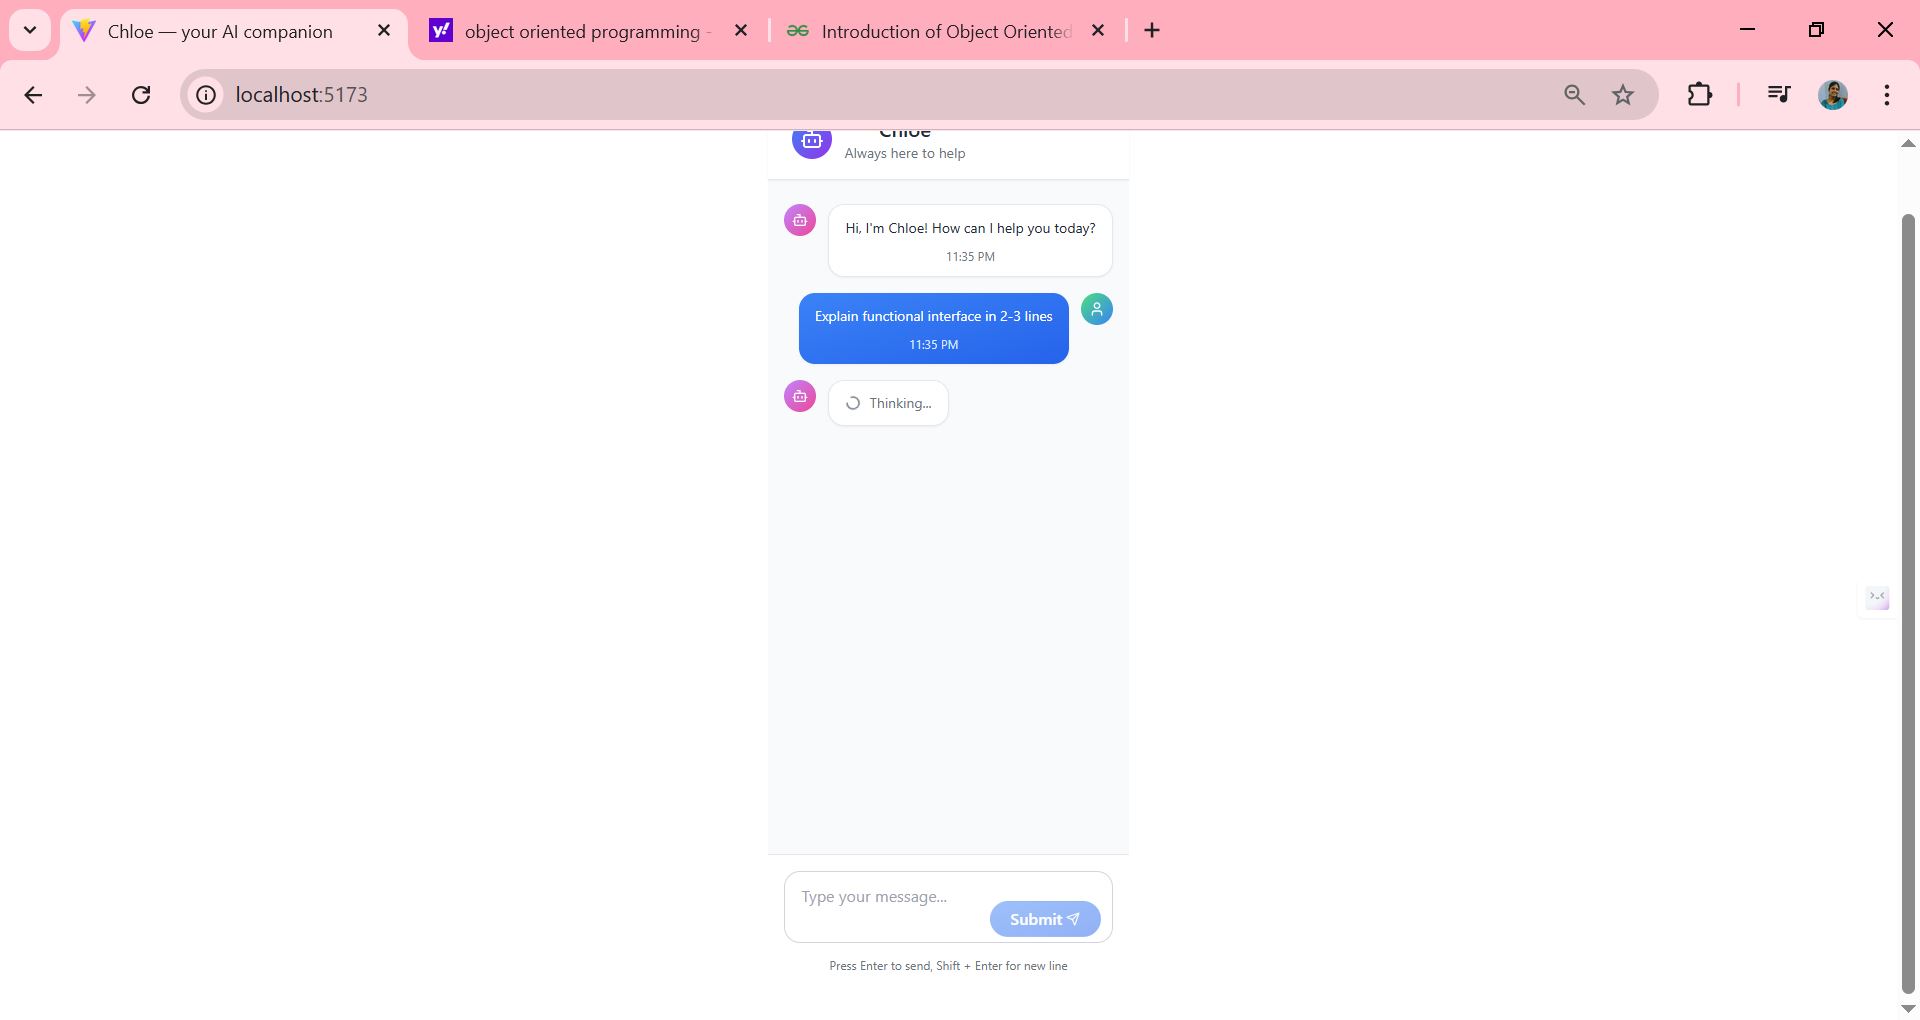 Chloe — your AI companion
object oriented programming -
Introduction of Object Oriented
localhost:5173
Chloe
Always here to help
Hi, I'm Chloe! How can I help you today?
11:35 PM
Explain functional interface in 2-3 lines
11:35 PM
Thinking...
Type your message...
Submit
Press Enter to send, Shift + Enter for new line